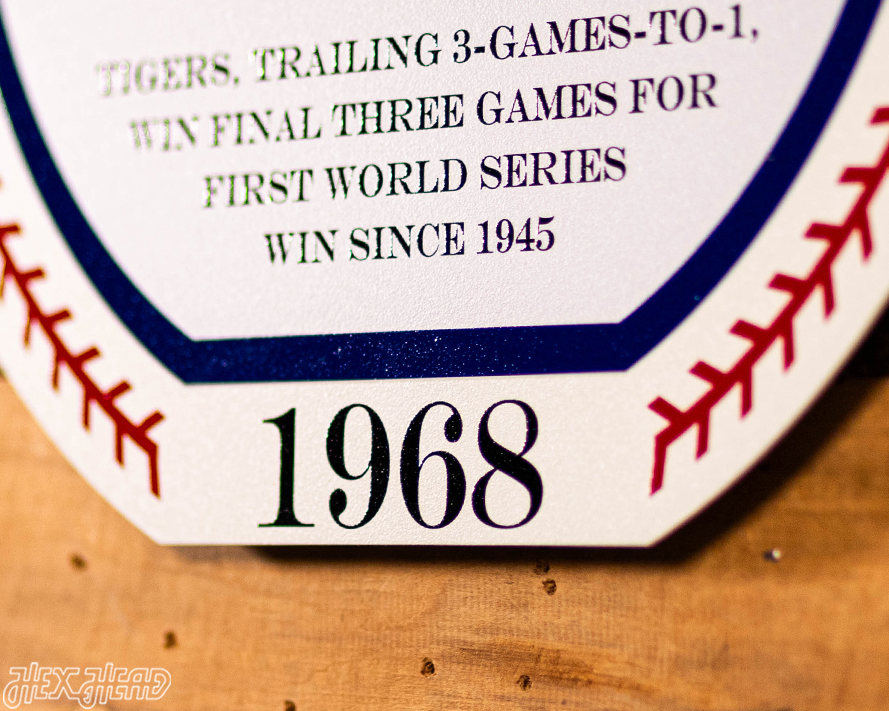 TIGERS, TRAILING 3-GAMES-TO-1,
WIN FINAL THREE GAMES FOR
FIRST WORLD SERIES
WIN SINCE 1945
1968
HEX HEAD